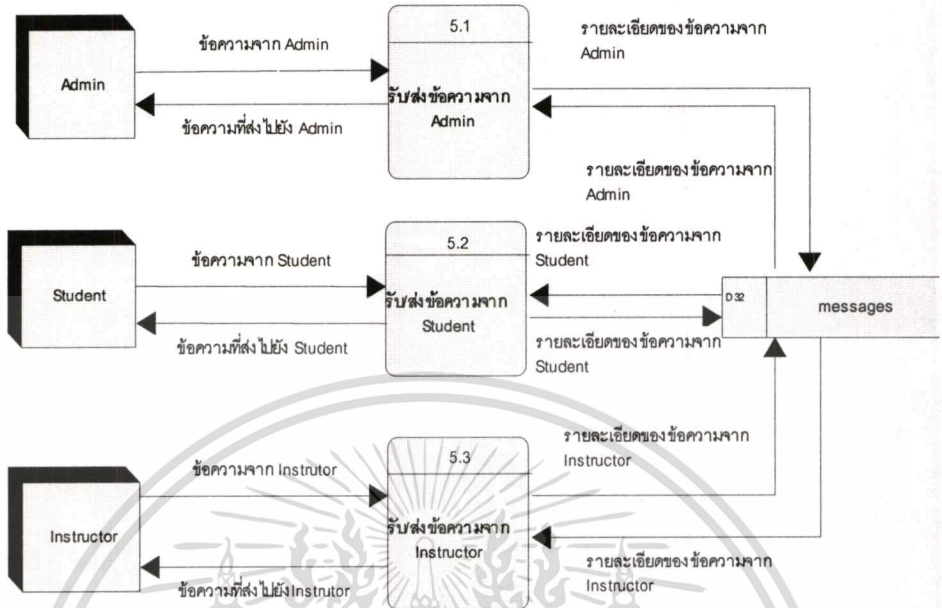 5.1
รายละเอียดของข้อความจาก
Admin
ข้อความจาก Admin
Admin
รับ/ส่งข้อความจาก
Admin
ข้อความที่ส่งไปยัง Admin
รายละเอียดของข้อความจาก
Admin
5.2
รายละเอียดของข้อความจาก
Student
ข้อความจาก Student
Student
รับ/ส่งข้อความจาก
Student
D32
messages
ข้อความที่ส่งไปยัง Student
รายละเอียดของข้อความจาก
Student
รายละเอียดของข้อความจาก
Instructor
5.3
ข้อความจาก Instrutor
Instructor
รับ/ส่งข้อความจาก
Instructor
ข้อความที่ส่งไปยัง Instrutor
รายละเอียดของข้อความจาก
Instructor